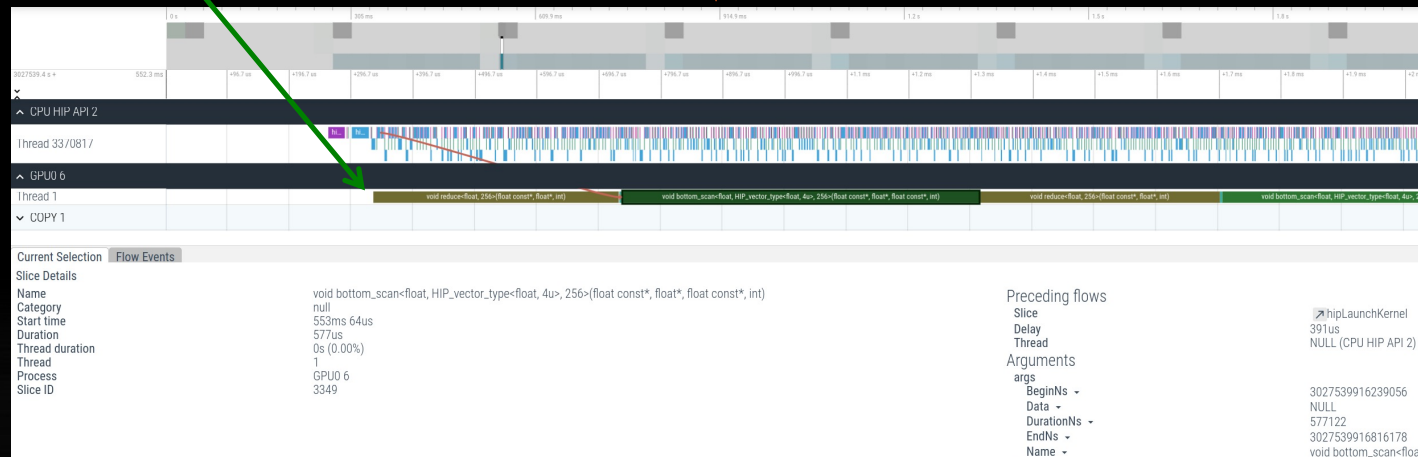 0 s 305 ms 609.9 ms 914.9 ms 1.2 s 1.5 s 1.8 s
3027539.4 s + 552.3 ms +96.7 us +196.7 us +296.7 us +396.7 us +496.7 us +596.7 us +696.7 us +796.7 us +896.7 us +996.7 us +1.1 ms +1.2 ms +1.3 ms +1.4 ms +1.5 ms +1.6 ms +1.7 ms +1.8 ms +1.9 ms
CPU HIP API 2
Thread 3370817 hi... hi...
GPU0 6
Thread 1 void reduce<float, 256>(float const*, float*, int) void bottom_scan<float, HIP_vector_type<float, 4u>, 256>(float const*, float*, float const*, int) void reduce<float, 256>(float const*, float*, int) void bottom_scan<float, HIP_vector_type<float, 4u>,
COPY 1
Current Selection Flow Events
Slice Details
Name void bottom_scan<float, HIP_vector_type<float, 4u>, 256>(float const*, float*, float const*, int)
Category null
Start time 553ms 64us
Duration 577us
Thread duration 0s (0.00%)
Thread 1
Process GPU0 6
Slice ID 3349
Preceding flows
Slice hipLaunchKernel
Delay 391us
Thread NULL (CPU HIP API 2)
Arguments
args
BeginNs 3027539916239056
Data NULL
DurationNs 577122
EndNs 3027539916816178
Name void bottom_scan<floa